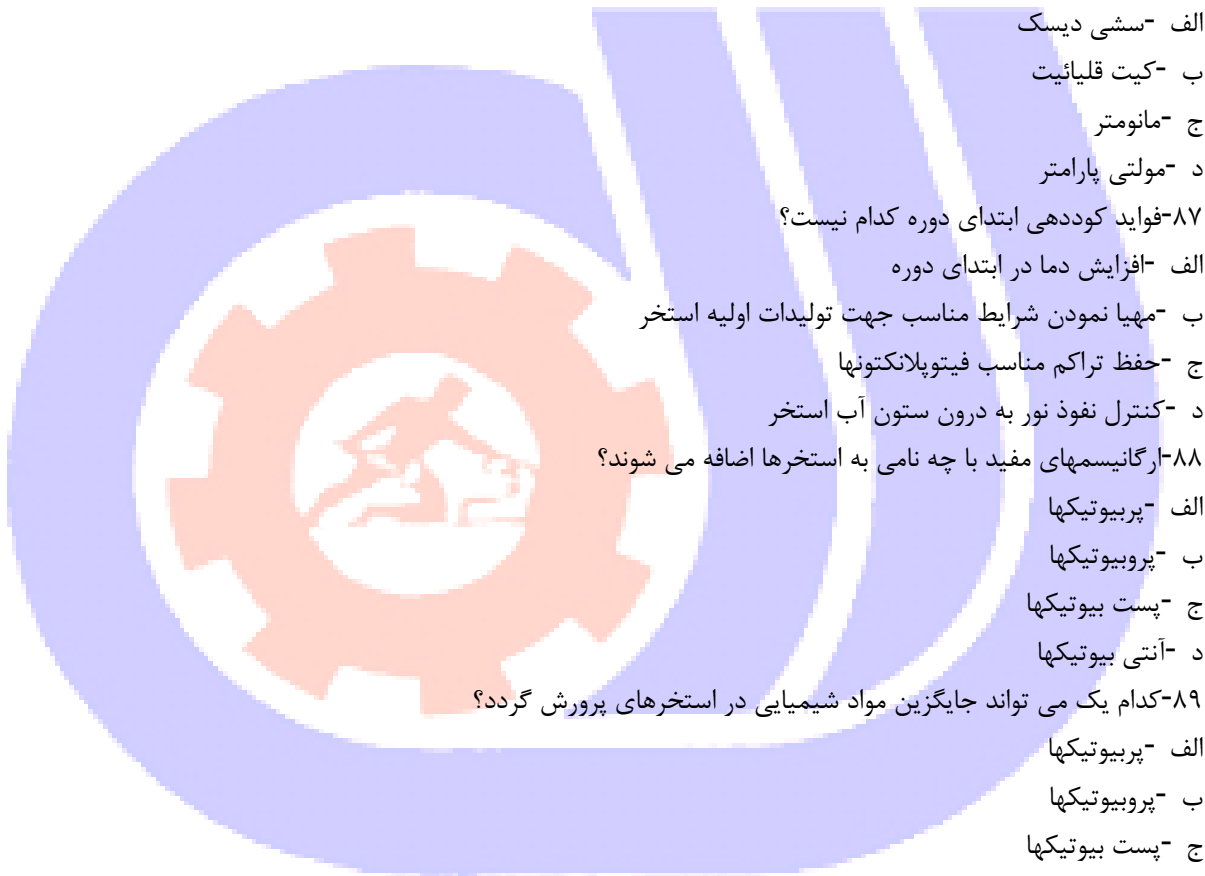 الف -سشی دیسک
ب -کیت قلیائیت
ج -مانومتر
د -مولتی پارامتر
۸۷-فواید کوددهی ابتدای دوره کدام نیست؟
الف -افزایش دما در ابتدای دوره
ب -مهیا نمودن شرایط مناسب جهت تولیدات اولیه استخر
ج -حفظ تراکم مناسب فیتوپلانکتونها
د -کنترل نفوذ نور به درون ستون آب استخر
۸۸-ارگانیسمهای مفید با چه نامی به استخرها اضافه می شوند؟
الف -پربیوتیکها
ب -پروبیوتیکها
ج -پست بیوتیکها
د -آنتی بیوتیکها
۸۹-کدام یک می تواند جایگزین مواد شیمیایی در استخرهای پرورش گردد؟
الف -پربیوتیکها
ب -پروبیوتیکها
ج -پست بیوتیکها